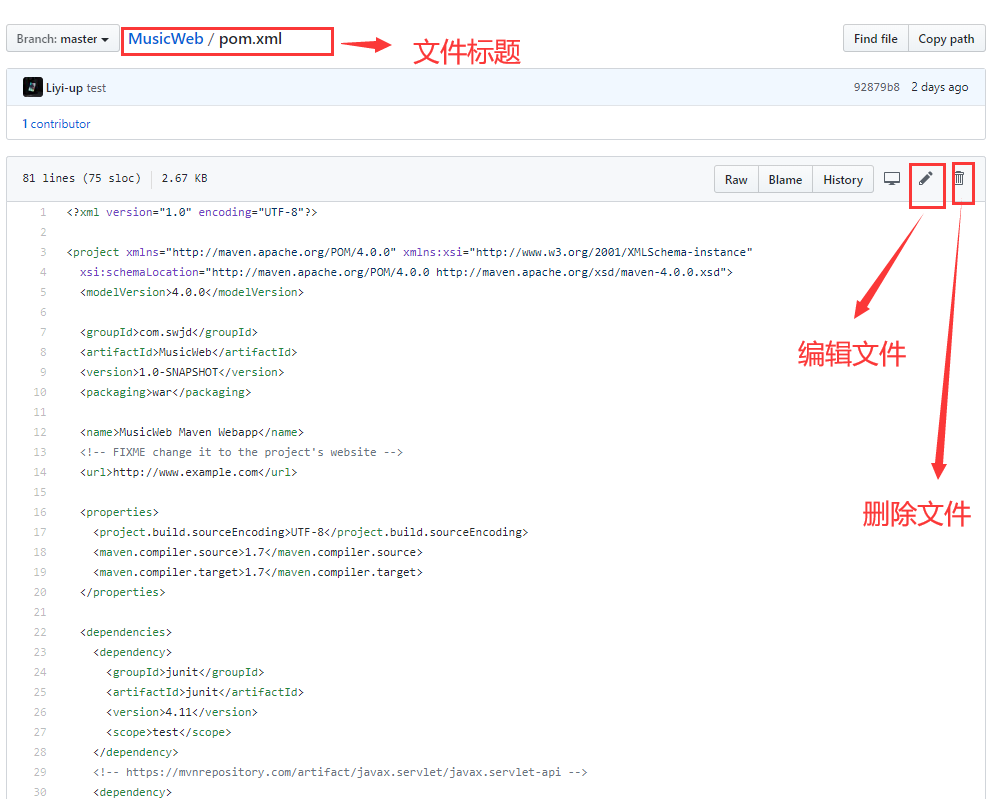 Branch: master MusicWeb / pom.xml 文件标题 Find file Copy path
Liyi-up test 92879b8 2 days ago
1 contributor
81 lines (75 sloc) 2.67 KB Raw Blame History
1 <?xml version="1.0" encoding="UTF-8"?>
2
3 <project xmlns="http://maven.apache.org/POM/4.0.0" xmlns:xsi="http://www.w3.org/2001/XMLSchema-instance"
4 xsi:schemaLocation="http://maven.apache.org/POM/4.0.0 http://maven.apache.org/xsd/maven-4.0.0.xsd">
5 <modelVersion>4.0.0</modelVersion>
6
7 <groupId>com.swjd</groupId>
8 <artifactId>MusicWeb</artifactId>
编辑文件
9 <version>1.0-SNAPSHOT</version>
10 <packaging>war</packaging>
11
12 <name>MusicWeb Maven Webapp</name>
13 <!-- FIXME change it to the project's website -->
14 <url>http://www.example.com</url>
15
16 <properties>
删除文件
17 <project.build.sourceEncoding>UTF-8</project.build.sourceEncoding>
18 <maven.compiler.source>1.7</maven.compiler.source>
19 <maven.compiler.target>1.7</maven.compiler.target>
20 </properties>
21
22 <dependencies>
23 <dependency>
24 <groupId>junit</groupId>
25 <artifactId>junit</artifactId>
26 <version>4.11</version>
27 <scope>test</scope>
28 </dependency>
29 <!-- https://mvnrepository.com/artifact/javax.servlet/javax.servlet-api -->
30 <dependency>